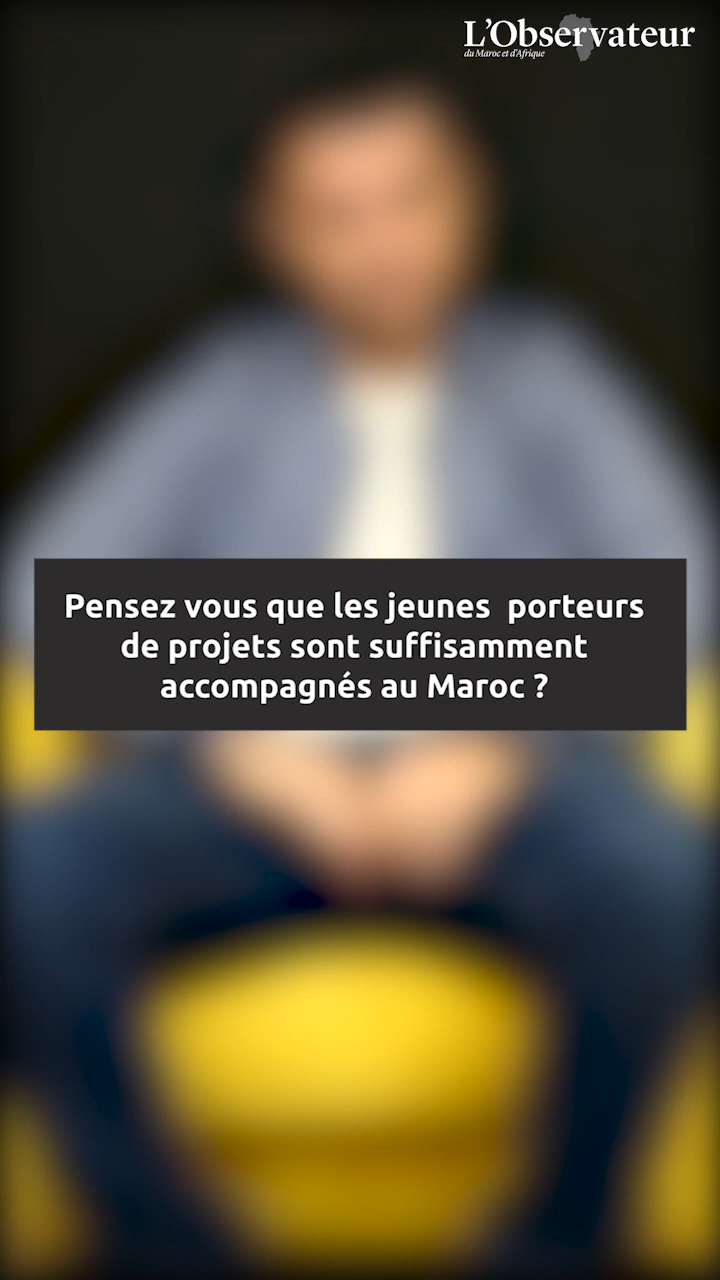 L'Observateur
du Maroc et d'Afrique
Pensez vous que les jeunes  porteurs
de projets sont suffisamment
accompagnés au Maroc ?